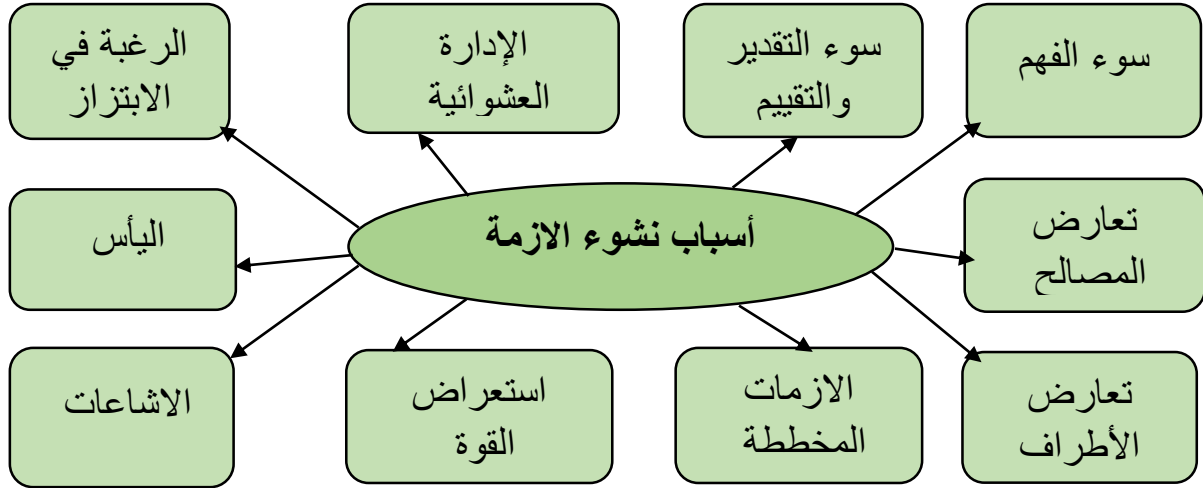 سوء الفهم
سوء التقدير
والتقييم
الإدارة
العشوائية
الرغبة في
الابتزاز
أسباب نشوء الازمة
تعارض
المصالح
اليأس
تعارض
الأطراف
الازمات
المخططة
استعراض
القوة
الاشاعات